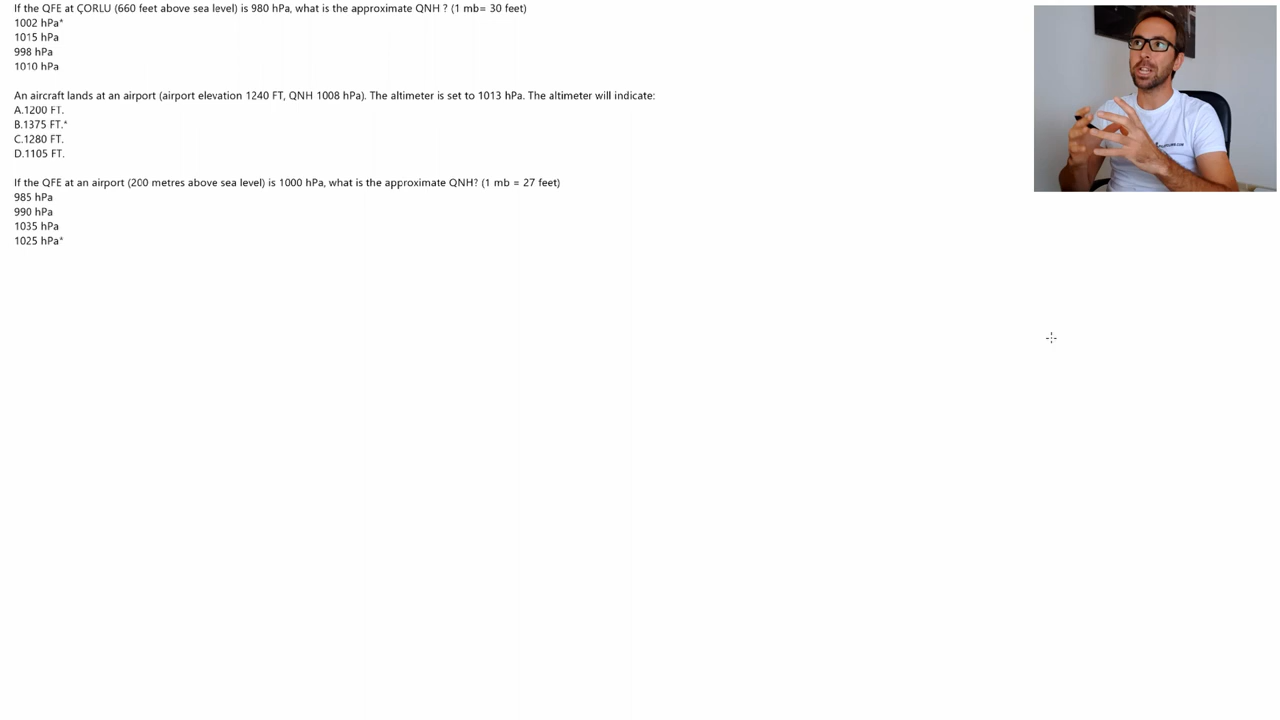 If the QFE at ÇORLU (660 feet above sea level) is 980 hPa, what is the approximate QNH ? (1 mb= 30 feet)
1002 hPa*
1015 hPa
998 hPa
1010 hPa
An aircraft lands at an airport (airport elevation 1240 FT, QNH 1008 hPa). The altimeter is set to 1013 hPa. The altimeter will indicate:
A.1200 FT.
B.1375 FT.*
C.1280 FT.
D.1105 FT.
If the QFE at an airport (200 metres above sea level) is 1000 hPa, what is the approximate QNH? (1 mb = 27 feet)
985 hPa
990 hPa
1035 hPa
1025 hPa*